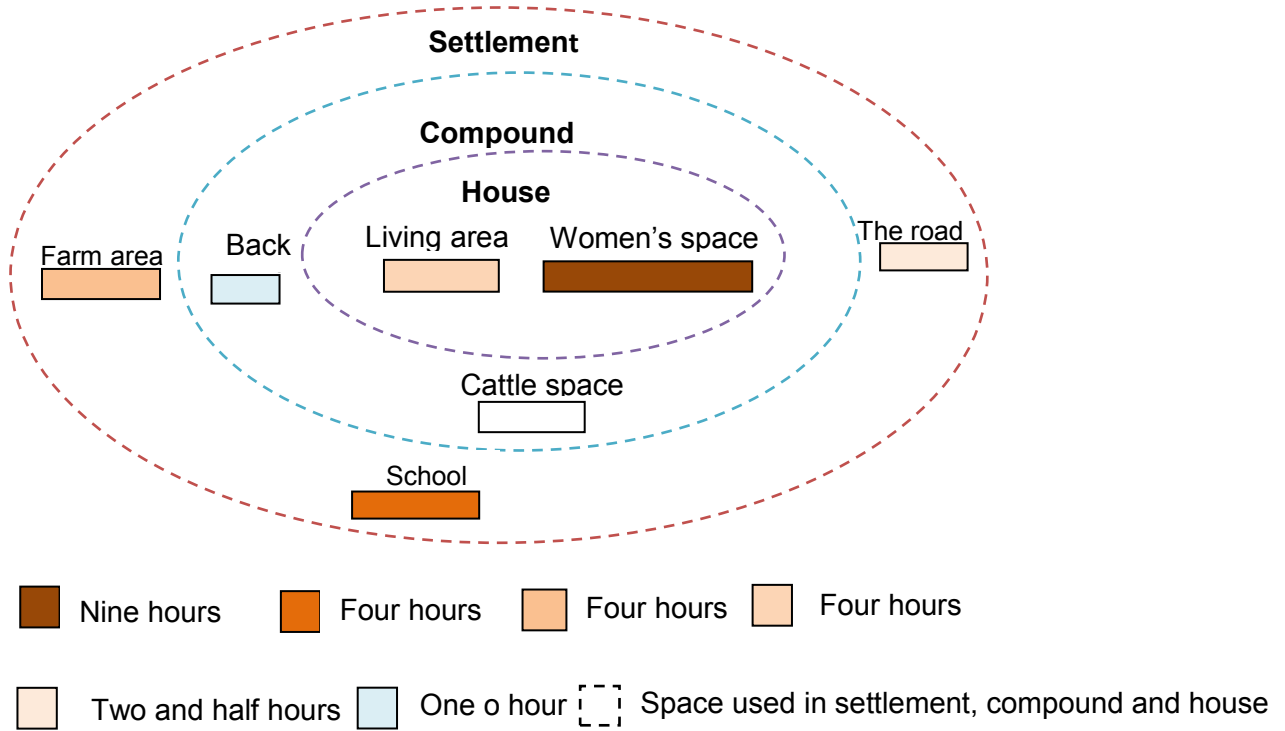 Settlement
Compound
House
Living area
Women's space
The road
Back
Farm area
Cattle space
School
Nine hours
Four hours
Four hours
Four hours
Two and half hours
One o hour
Space used in settlement, compound and house